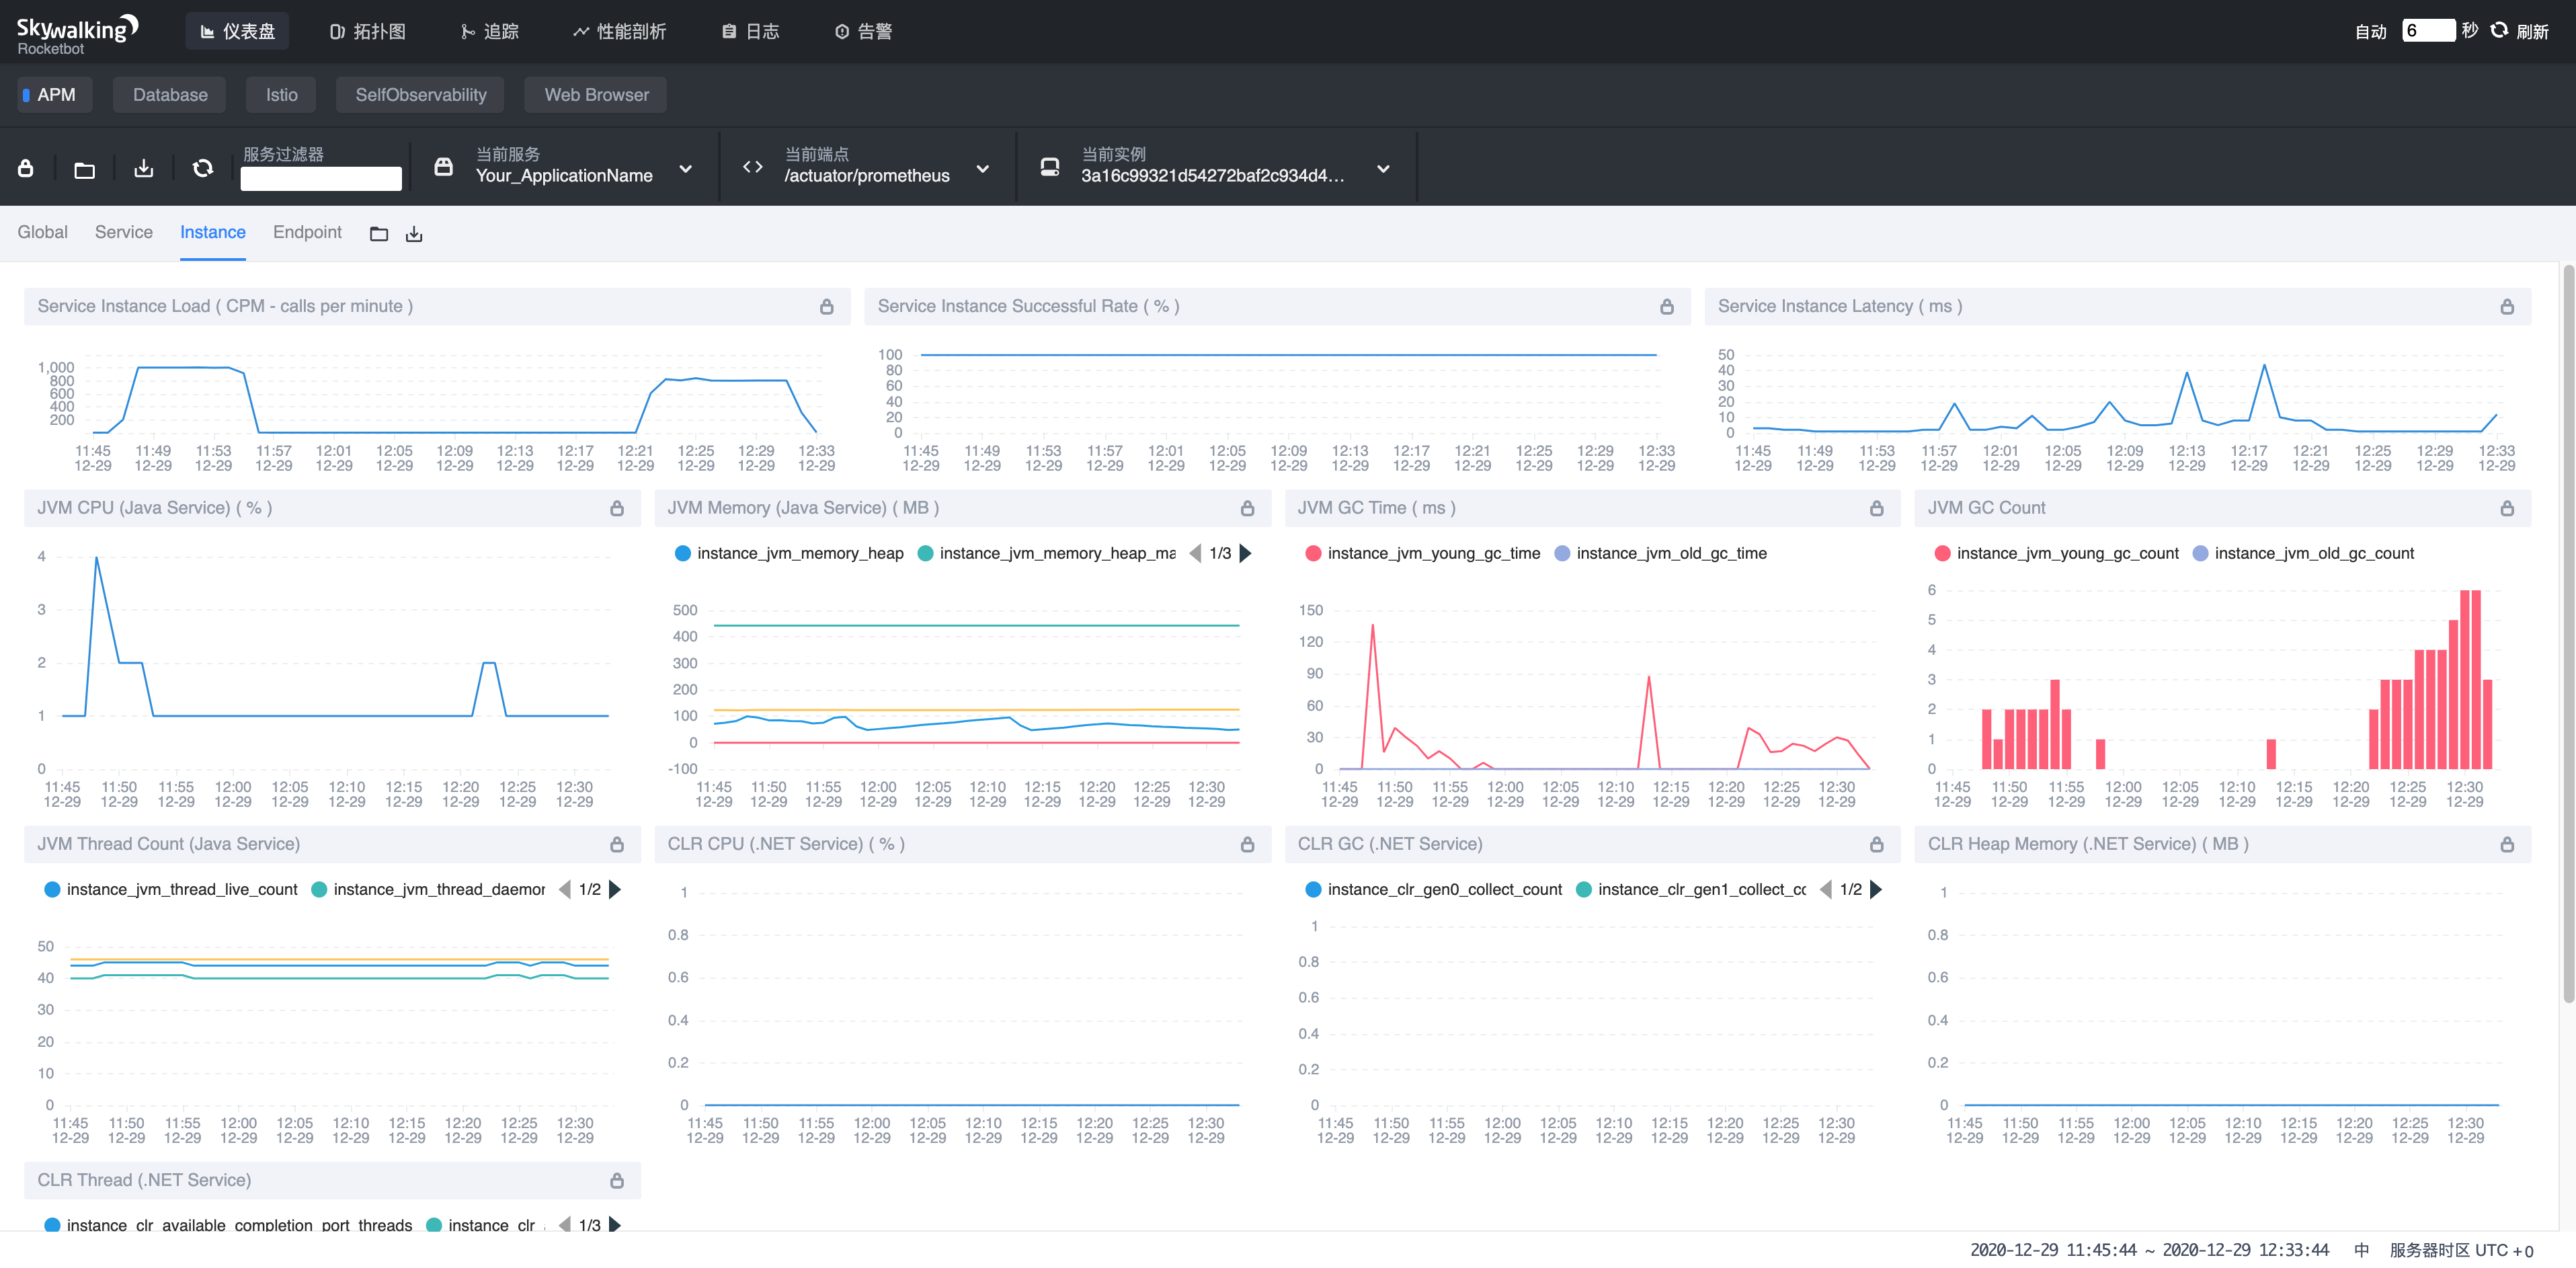 Skywalking
Rocketbot
仪表盘 拓扑图 追踪 性能剖析 日志 告警
自动 6 秒 刷新
APM Database Istio SelfObservability Web Browser
服务过滤器 当前服务 当前端点 当前实例
Your_ApplicationName /actuator/prometheus 3a16c99321d54272baf2c934d4...
Global Service Instance Endpoint
Service Instance Load ( CPM - calls per minute )
1,000
800
600
400
200
11:45 11:49 11:53 11:57 12:01 12:05 12:09 12:13 12:17 12:21 12:25 12:29 12:33
12-29 12-29 12-29 12-29 12-29 12-29 12-29 12-29 12-29 12-29 12-29 12-29 12-29
Service Instance Successful Rate ( % )
100
80
60
40
20
0
11:45 11:49 11:53 11:57 12:01 12:05 12:09 12:13 12:17 12:21 12:25 12:29 12:33
12-29 12-29 12-29 12-29 12-29 12-29 12-29 12-29 12-29 12-29 12-29 12-29 12-29
Service Instance Latency ( ms )
50
40
30
20
10
0
11:45 11:49 11:53 11:57 12:01 12:05 12:09 12:13 12:17 12:21 12:25 12:29 12:33
12-29 12-29 12-29 12-29 12-29 12-29 12-29 12-29 12-29 12-29 12-29 12-29 12-29
JVM CPU (Java Service) ( % )
4
3
2
1
0
11:45 11:50 11:55 12:00 12:05 12:10 12:15 12:20 12:25 12:30
12-29 12-29 12-29 12-29 12-29 12-29 12-29 12-29 12-29 12-29
JVM Memory (Java Service) ( MB )
instance_jvm_memory_heap instance_jvm_memory_heap_ma 1/3
500
400
300
200
100
0
-100
11:45 11:50 11:55 12:00 12:05 12:10 12:15 12:20 12:25 12:30
12-29 12-29 12-29 12-29 12-29 12-29 12-29 12-29 12-29 12-29
JVM GC Time ( ms )
instance_jvm_young_gc_time instance_jvm_old_gc_time
150
120
90
60
30
0
11:45 11:50 11:55 12:00 12:05 12:10 12:15 12:20 12:25 12:30
12-29 12-29 12-29 12-29 12-29 12-29 12-29 12-29 12-29 12-29
JVM GC Count
instance_jvm_young_gc_count instance_jvm_old_gc_count
6
5
4
3
2
1
0
11:45 11:50 11:55 12:00 12:05 12:10 12:15 12:20 12:25 12:30
12-29 12-29 12-29 12-29 12-29 12-29 12-29 12-29 12-29 12-29
JVM Thread Count (Java Service)
instance_jvm_thread_live_count instance_jvm_thread_daemor 1/2
50
40
30
20
10
0
11:45 11:50 11:55 12:00 12:05 12:10 12:15 12:20 12:25 12:30
12-29 12-29 12-29 12-29 12-29 12-29 12-29 12-29 12-29 12-29
CLR CPU (.NET Service) ( % )
1
0.8
0.6
0.4
0.2
0
11:45 11:50 11:55 12:00 12:05 12:10 12:15 12:20 12:25 12:30
12-29 12-29 12-29 12-29 12-29 12-29 12-29 12-29 12-29 12-29
CLR GC (.NET Service)
instance_clr_gen0_collect_count instance_clr_gen1_collect_cc 1/2
1
0.8
0.6
0.4
0.2
0
11:45 11:50 11:55 12:00 12:05 12:10 12:15 12:20 12:25 12:30
12-29 12-29 12-29 12-29 12-29 12-29 12-29 12-29 12-29 12-29
CLR Heap Memory (.NET Service) ( MB )
1
0.8
0.6
0.4
0.2
0
11:45 11:50 11:55 12:00 12:05 12:10 12:15 12:20 12:25 12:30
12-29 12-29 12-29 12-29 12-29 12-29 12-29 12-29 12-29 12-29
CLR Thread (.NET Service)
instance_clr_available_completion_port_threads instance_clr 1/3
2020-12-29 11:45:44 ~ 2020-12-29 12:33:44 中 服务器时区 UTC +0